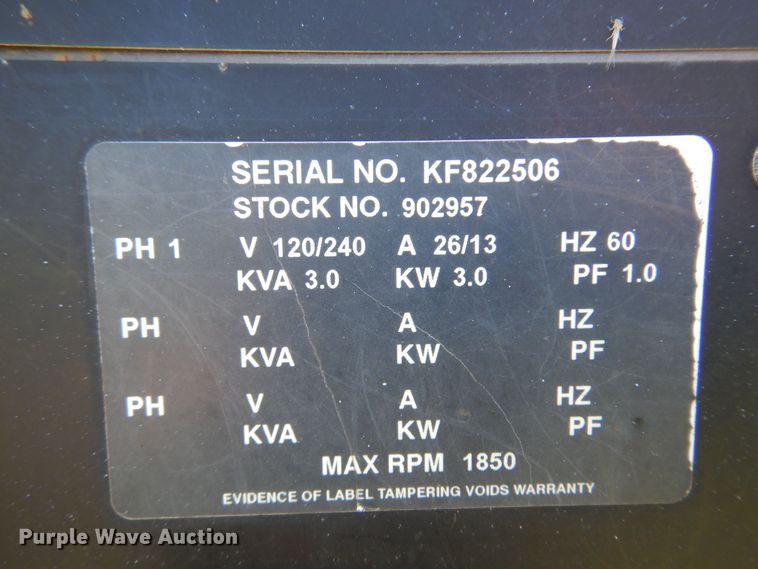 SERIAL NO. KF822506
STOCK NO. 902957
PH 1 V 120/240 A 26/13 HZ 60
KVA 3.0 KW 3.0 PF 1.0
PH V A HZ
KVA KW PF
PH V A HZ
KVA KW PF
MAX RPM 1850
EVIDENCE OF LABEL TAMPERING VOIDS WARRANTY
Purple Wave Auction®